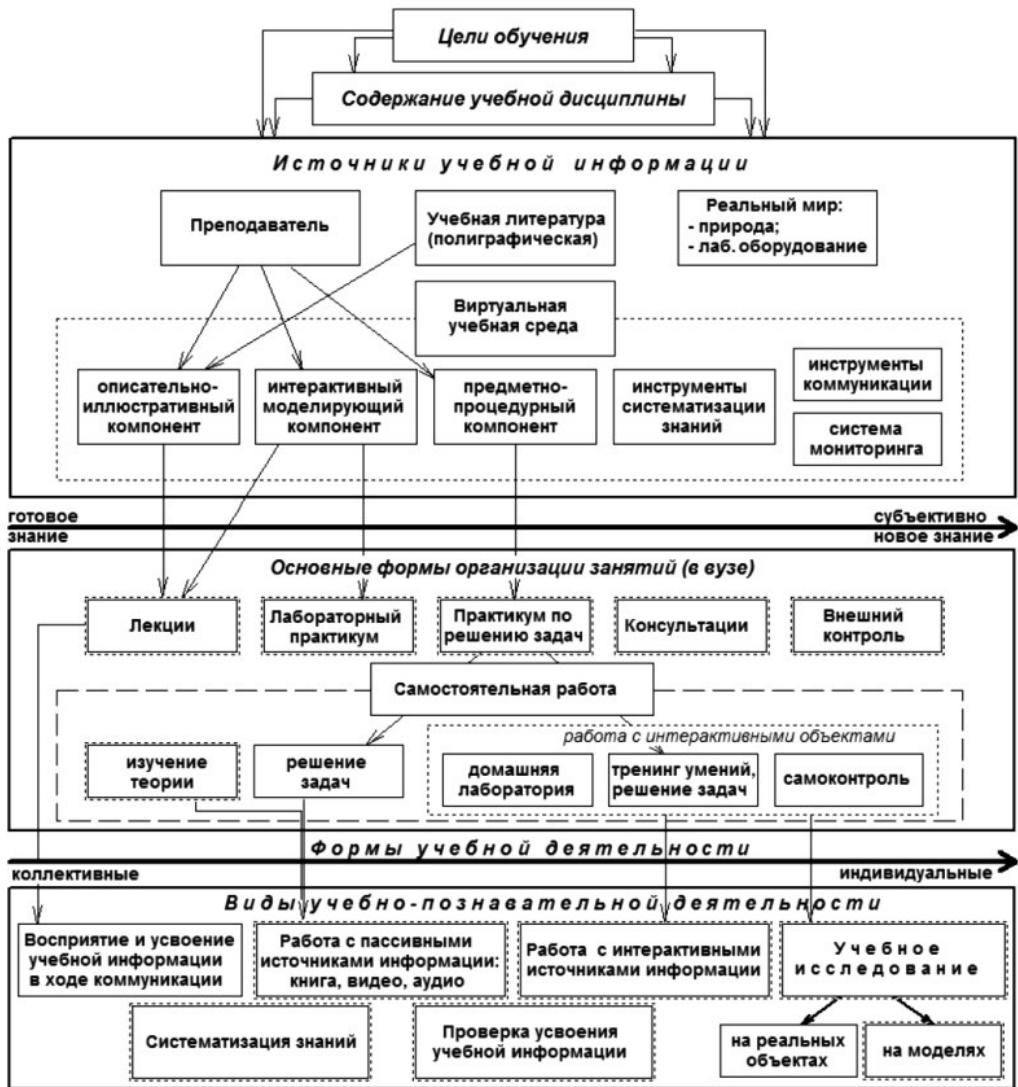 Цели обучения
Содержание учебной дисциплины
Источники учебной информации
Преподаватель
Учебная литература
(полиграфическая)
Реальный мир:
- природа;
- лаб. оборудование
Виртуальная
учебная среда
описательно-
иллюстративный
компонент
интерактивный
моделирующий
компонент
предметно-
процедурный
компонент
инструменты
систематизации
знаний
инструменты
коммуникации
система
мониторинга
готовое
знание
субъективно
новое знание
Основные формы организации занятий (в вузе)
Лекции
Лабораторный
практикум
Практикум по
решению задач
Консультации
Внешний
контроль
Самостоятельная работа
работа с интерактивными объектами
изучение
теории
решение
задач
домашняя
лаборатория
тренинг умений,
решение задач
самоконтроль
Формы учебной деятельности
коллективные
индивидуальные
Виды учебно-познавательной деятельности
Восприятие и усвоение
учебной информации
в ходе коммуникации
Работа с пассивными
источниками информации:
книга, видео, аудио
Работа с интерактивными
источниками информации
Учебное
исследование
Систематизация знаний
Проверка усвоения
учебной информации
на реальных
объектах
на моделях